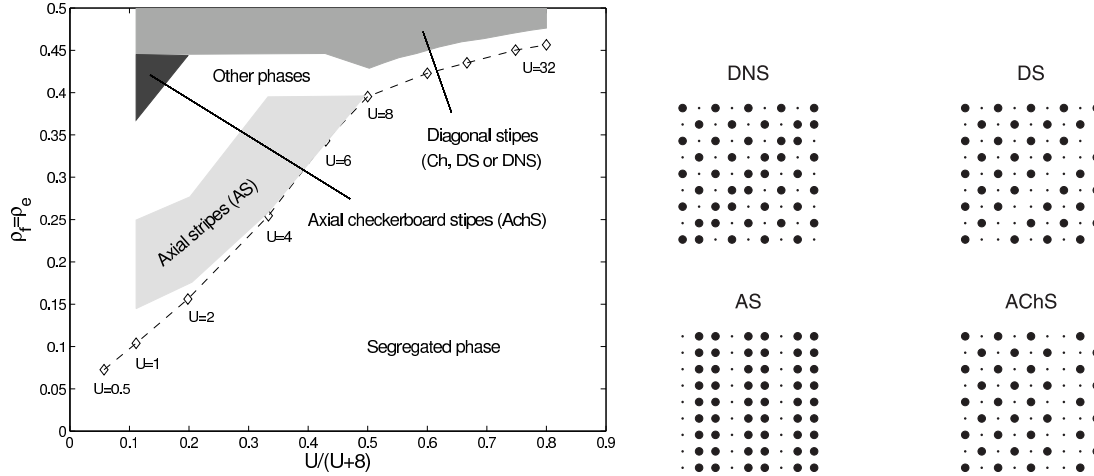 0.5
0.45
0.4
0.35
0.3
0.25
0.2
0.15
0.1
0.05
0
ρf=ρe
0
0.1
0.2
0.3
0.4
0.5
0.6
0.7
0.8
0.9
U/(U+8)
Other phases
U=32
U=8
Diagonal stipes
(Ch, DS or DNS)
U=6
Axial stripes (AS)
Axial checkerboard stipes (AchS)
U=4
U=2
U=1
U=0.5
Segregated phase
DNS
DS
AS
AChS